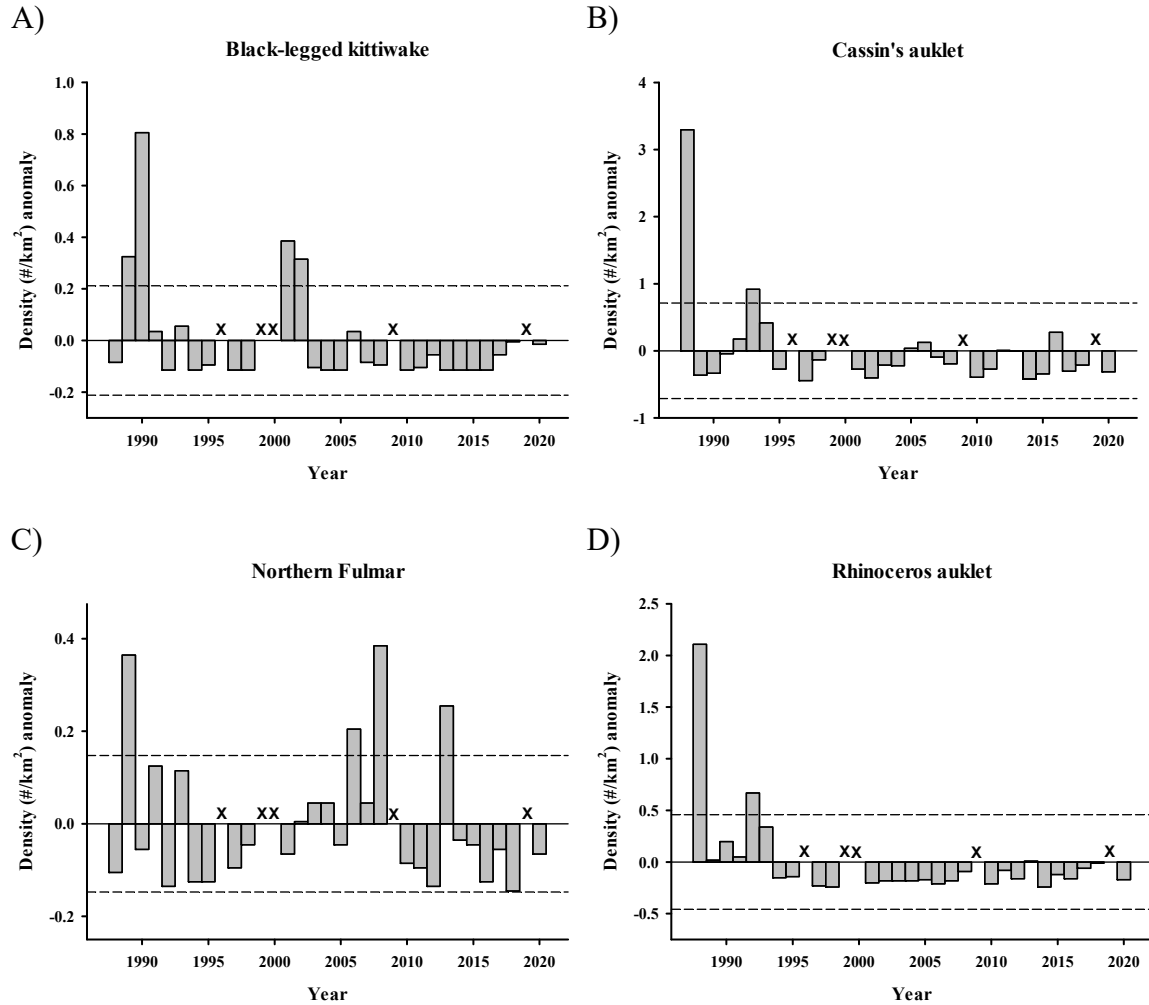 A)
Black-legged kittiwake
Density (#/km²) anomaly
1.0
0.8
0.6
0.4
0.2
0.0
-0.2
x
x
x
x
x
1990
1995
2000
2005
2010
2015
2020
Year
B)
Cassin's auklet
Density (#/km²) anomaly
4
3
2
1
0
-1
x
x
x
x
x
1990
1995
2000
2005
2010
2015
2020
Year
C)
Northern Fulmar
Density (#/km²) anomaly
0.4
0.2
0.0
-0.2
x
x
x
x
x
1990
1995
2000
2005
2010
2015
2020
Year
D)
Rhinoceros auklet
Density (#/km²) anomaly
2.5
2.0
1.5
1.0
0.5
0.0
-0.5
x
x
x
x
x
1990
1995
2000
2005
2010
2015
2020
Year